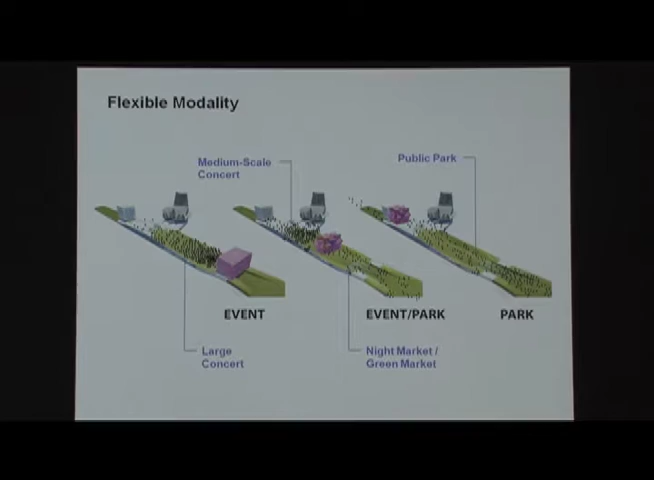 Flexible Modality
Medium-Scale
Concert
Public Park
EVENT
EVENT/PARK
PARK
Large
Concert
Night Market /
Green Market